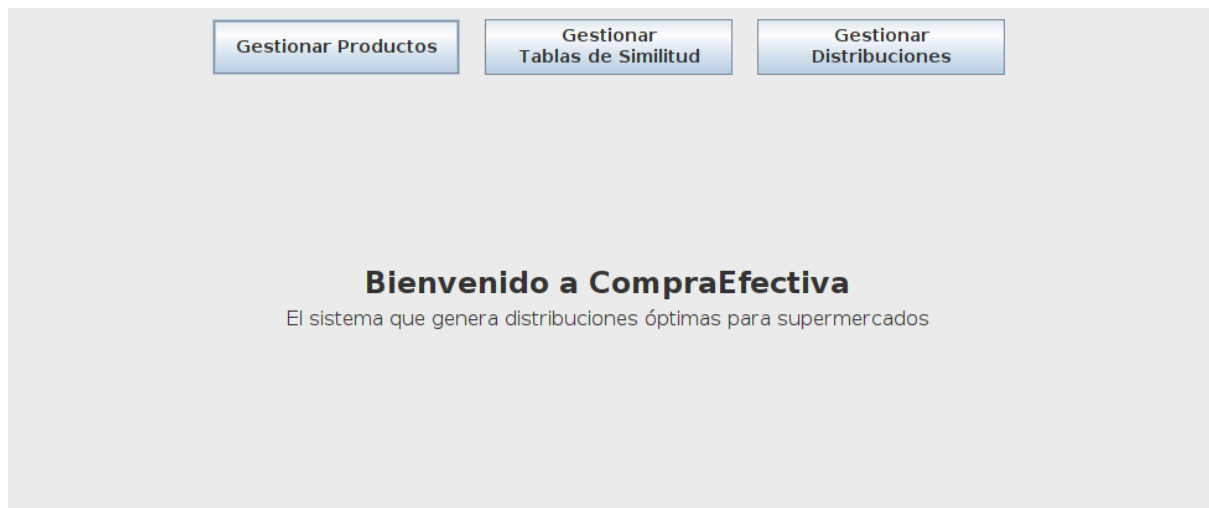 Gestionar Productos
Gestionar
Tablas de Similitud
Gestionar
Distribuciones
Bienvenido a CompraEfectiva
El sistema que genera distribuciones óptimas para supermercados